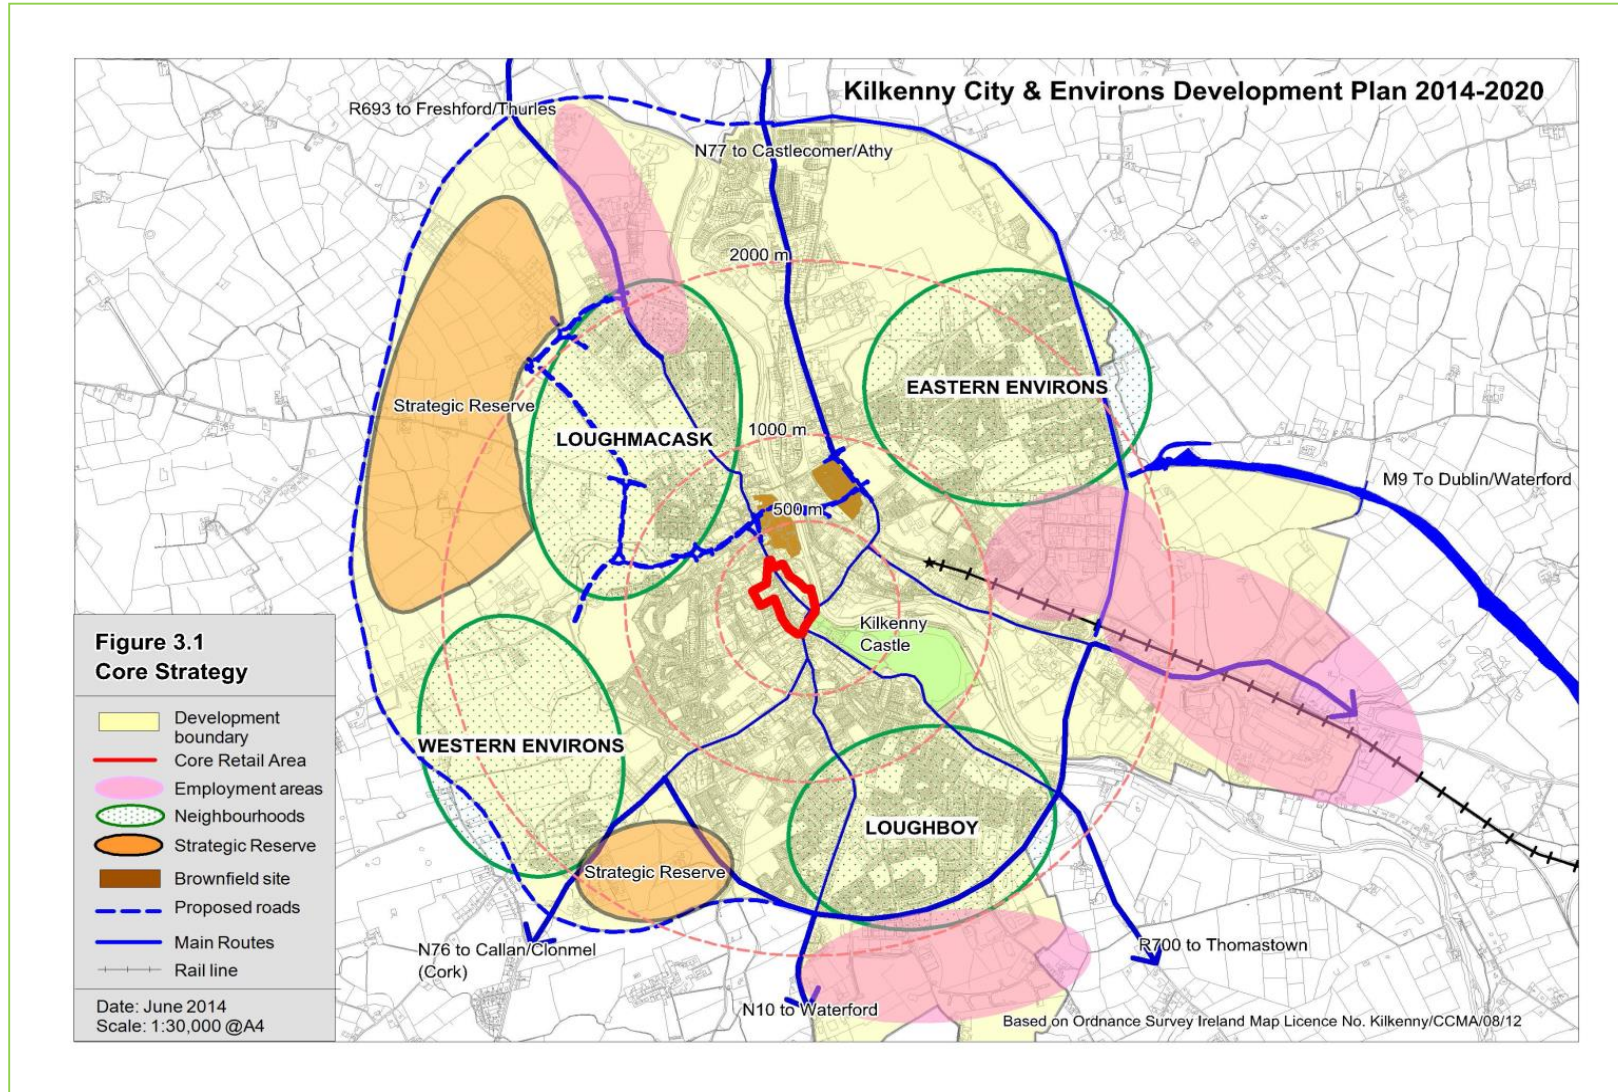 Kilkenny City & Environs Development Plan 2014-2020
R693 to Freshford/Thurles
N77 to Castlecomer/Athy
2000 m
EASTERN ENVIRONS
Strategic Reserve
1000 m
LOUGHMACASK
M9 To Dublin/Waterford
500 m
Kilkenny
Castle
Figure 3.1
Core Strategy
Development
boundary
Core Retail Area
Employment areas
Neighbourhoods
Strategic Reserve
Brownfield site
Proposed roads
Main Routes
Rail line
Date: June 2014
Scale: 1:30,000 @A4
WESTERN ENVIRONS
LOUGHBOY
Strategic Reserve
N76 to Callan/Clonmel
(Cork)
R700 to Thomastown
N10 to Waterford
Based on Ordnance Survey Ireland Map Licence No. Kilkenny/CCMA/08/12